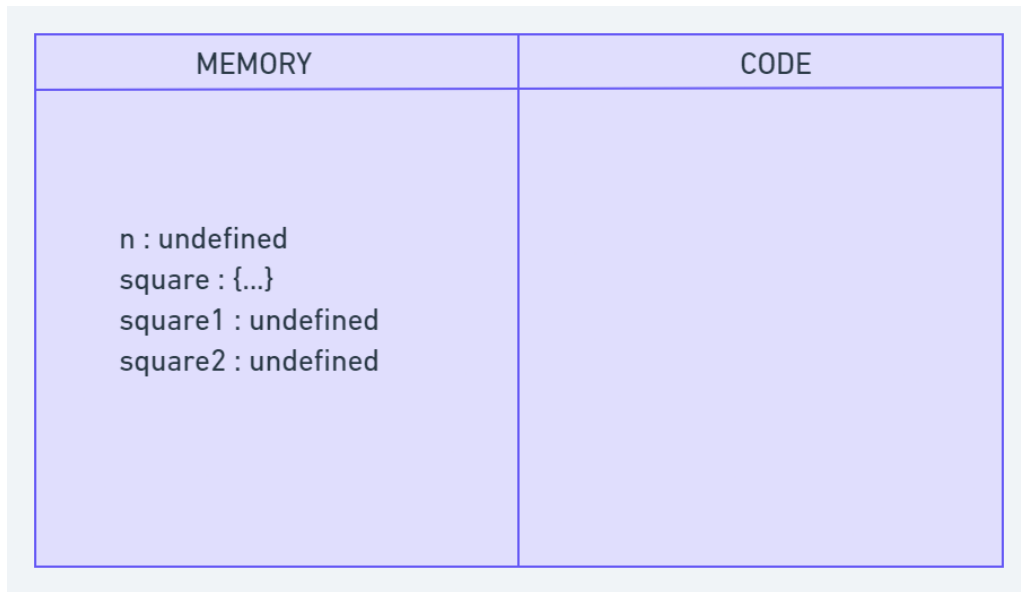 MEMORY
CODE
n : undefined
square : {...}
square1 : undefined
square2 : undefined